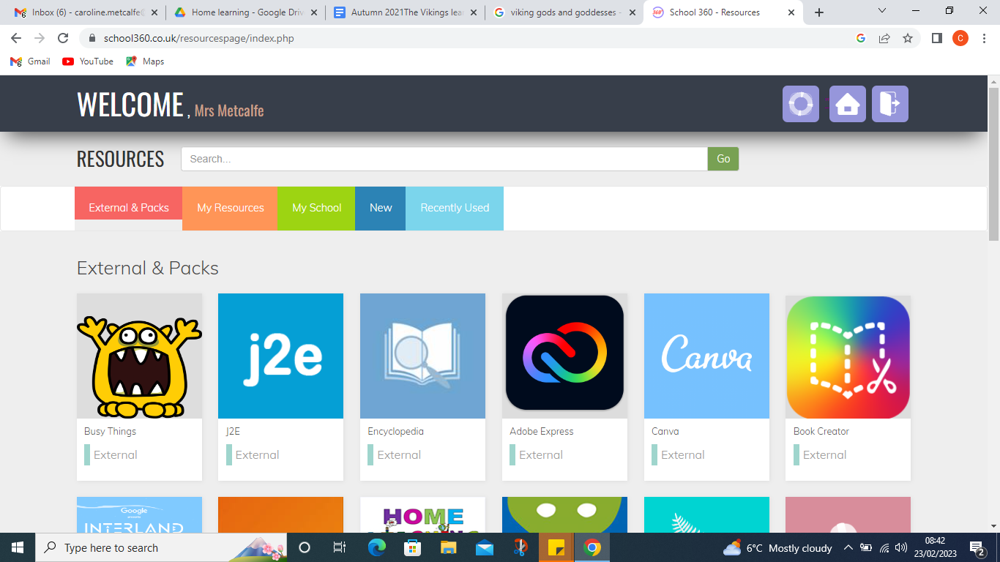 Inbox (6) - caroline.metcalfe@
Home learning - Google Driv
Autumn 2021The Vikings lea
viking gods and goddesses -
School 360 - Resources
school360.co.uk/resourcespage/index.php
C
Gmail
YouTube
Maps
WELCOME , Mrs Metcalfe
RESOURCES
Search...
Go
External & Packs
My Resources
My School
New
Recently Used
External & Packs
j2e
Canva
Busy Things
J2E
Encyclopedia
Adobe Express
Canva
Book Creator
External
External
External
External
External
External
Google
INTERLAND
HOME
Type here to search
6°C Mostly cloudy
08:42
23/02/2023
2